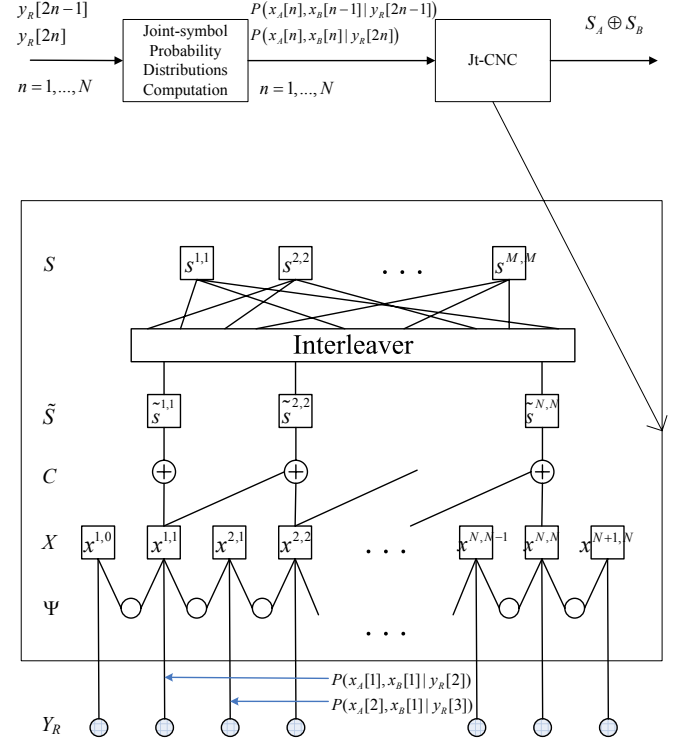 y_R[2n−1]
y_R[2n]
n = 1,..., N
Joint-symbol
Probability
Distributions
Computation
P(x_A[n], x_B[n−1] | y_R[2n−1])
P(x_A[n], x_B[n] | y_R[2n])
n = 1,..., N
Jt-CNC
S_A ⊕ S_B
S s^{1,1} s^{2,2} . . . s^{M,M}
Interleaver
S̃ s̃^{1,1} s̃^{2,2} s̃^{N,N}
C + + +
X x^{1,0} x^{1,1} x^{2,1} x^{2,2} . . . x^{N,N−1} x^{N,N} x^{N+1,N}
Ψ . . .
P(x_A[1], x_B[1] | y_R[2])
P(x_A[2], x_B[1] | y_R[3])
Y_R